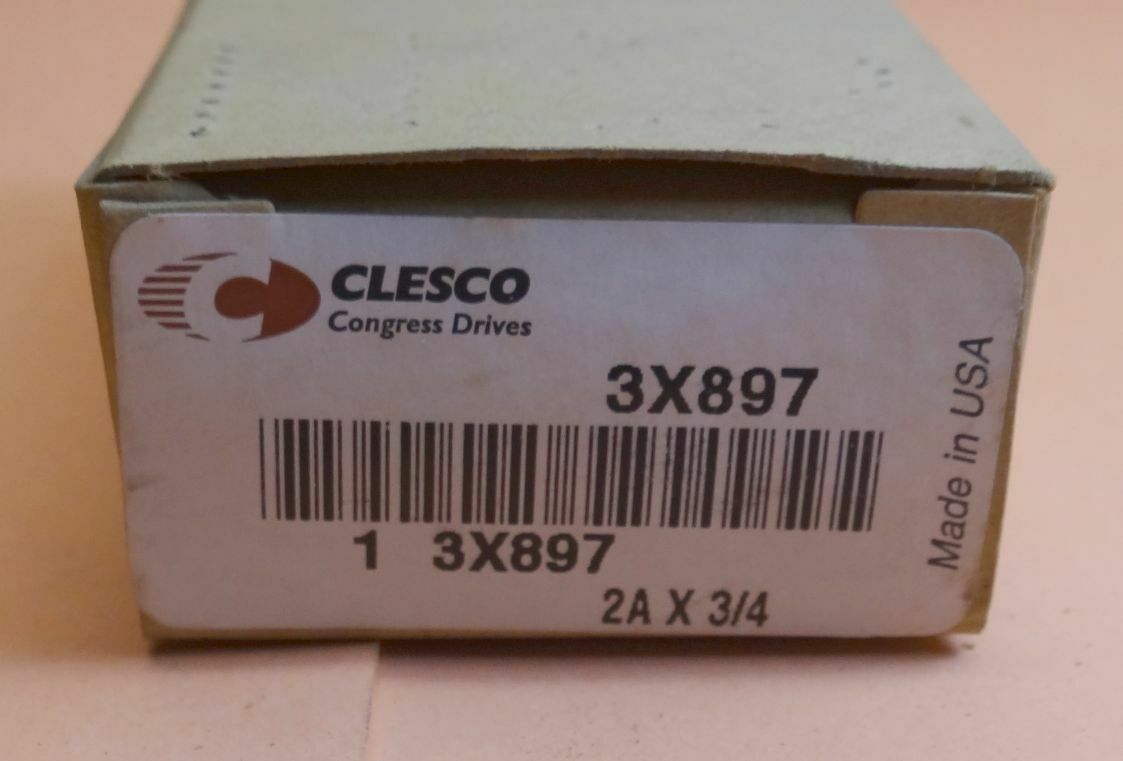 CLESCO
Congress Drives
3X897
1 3X897
2A X 3/4
Made in USA